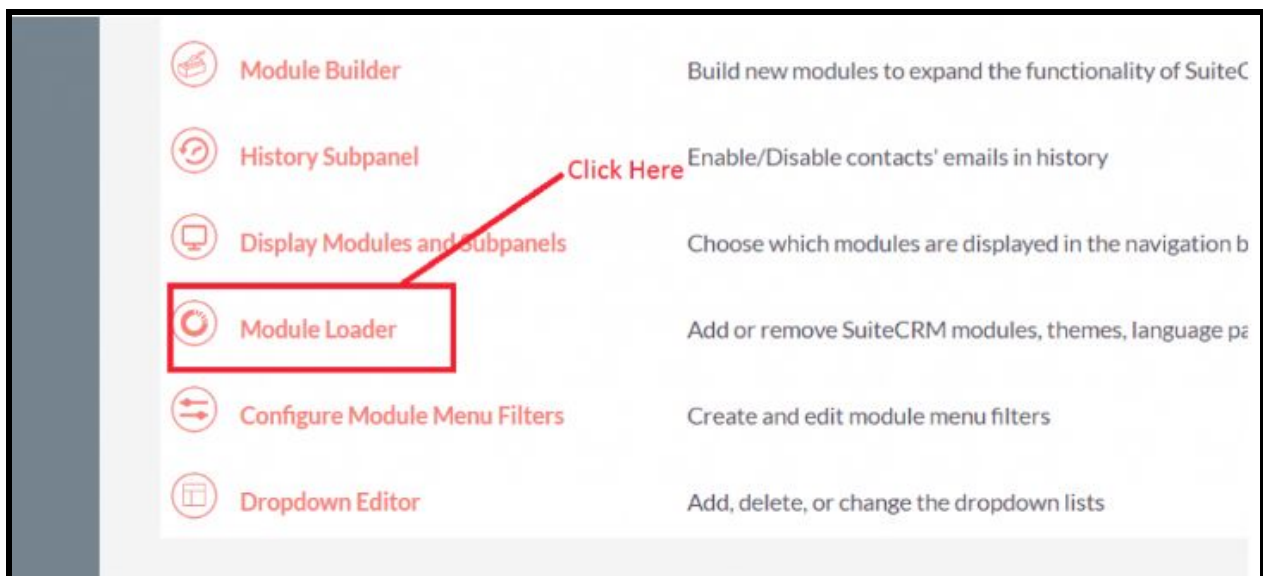 Module Builder
Build new modules to expand the functionality of SuiteC
History Subpanel
Click Here
Enable/Disable contacts' emails in history
Display Modules and Subpanels
Choose which modules are displayed in the navigation b
Module Loader
Add or remove SuiteCRM modules, themes, language pa
Configure Module Menu Filters
Create and edit module menu filters
Dropdown Editor
Add, delete, or change the dropdown lists